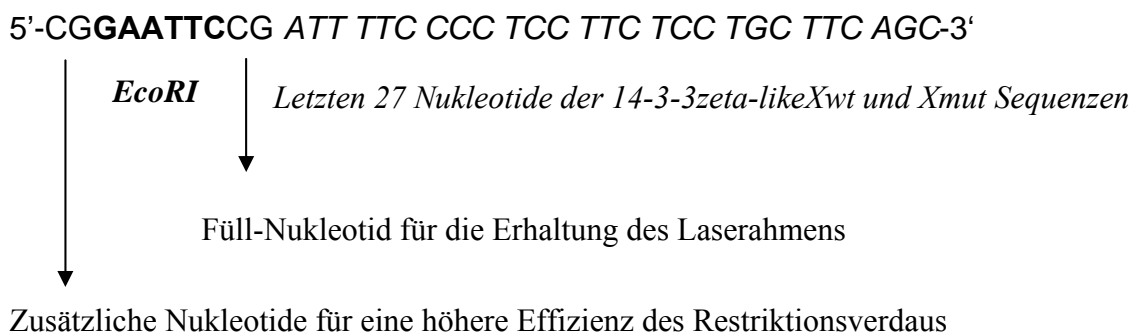 5'-CGGAATTCCG ATT TTC CCC TCC TTC TCC TGC TTC AGC-3‘
EcoRI
Letzten 27 Nukleotide der 14-3-3zeta-likeXwt und Xmut Sequenzen
Füll-Nukleotid für die Erhaltung des Laserahmens
Zusätzliche Nukleotide für eine höhere Effizienz des Restriktionsverdaus